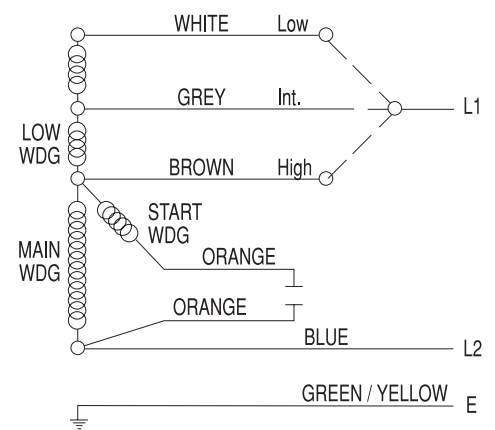 WHITE Low
GREY Int.
L1
LOW
WDG
BROWN High
START
WDG
MAIN
WDG
ORANGE
ORANGE
BLUE
L2
GREEN / YELLOW
E